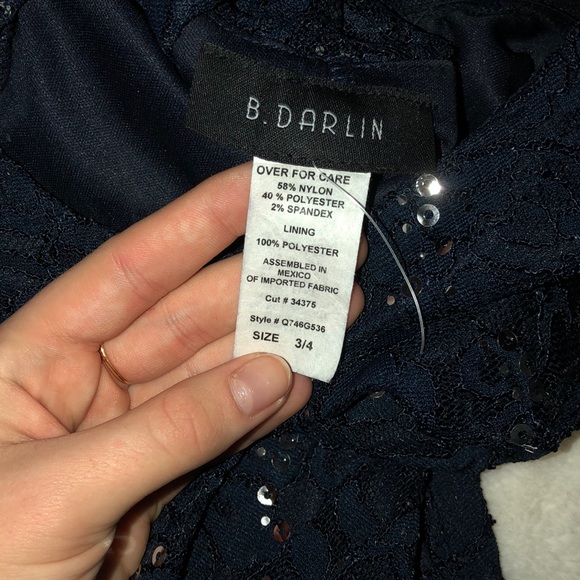 B. DARLIN
OVER FOR CARE
58% NYLON
40 % POLYESTER
2% SPANDEX
LINING
100% POLYESTER
ASSEMBLED IN
MEXICO
OF IMPORTED FABRIC
Cut # 34375
Style # Q746G536
SIZE 3/4